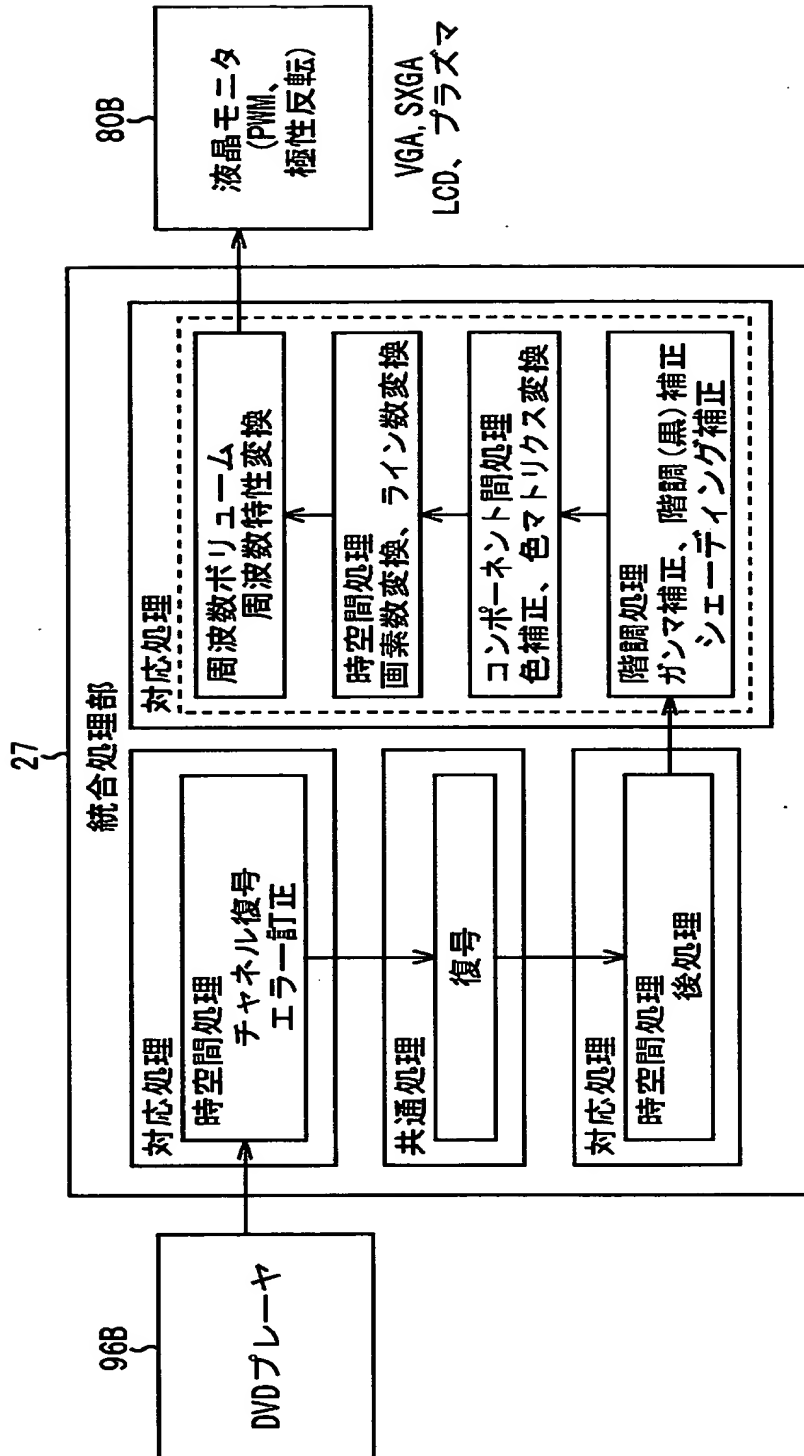 96B
DVDプレーヤ
27
統合処理部
対応処理
時空間処理
チャネル復号
エラー訂正
共通処理
復号
対応処理
時空間処理
後処理
対応処理
周波数ボリューム
周波数特性変換
時空間処理
画素数変換、ライン数変換
コンポーネント間処理
色補正、色マトリクス変換
階調処理
ガンマ補正、階調(黒)補正
シェーディング補正
80B
液晶モニタ
(PWM、
極性反転)
VGA, SXGA
LCD、プラズマ